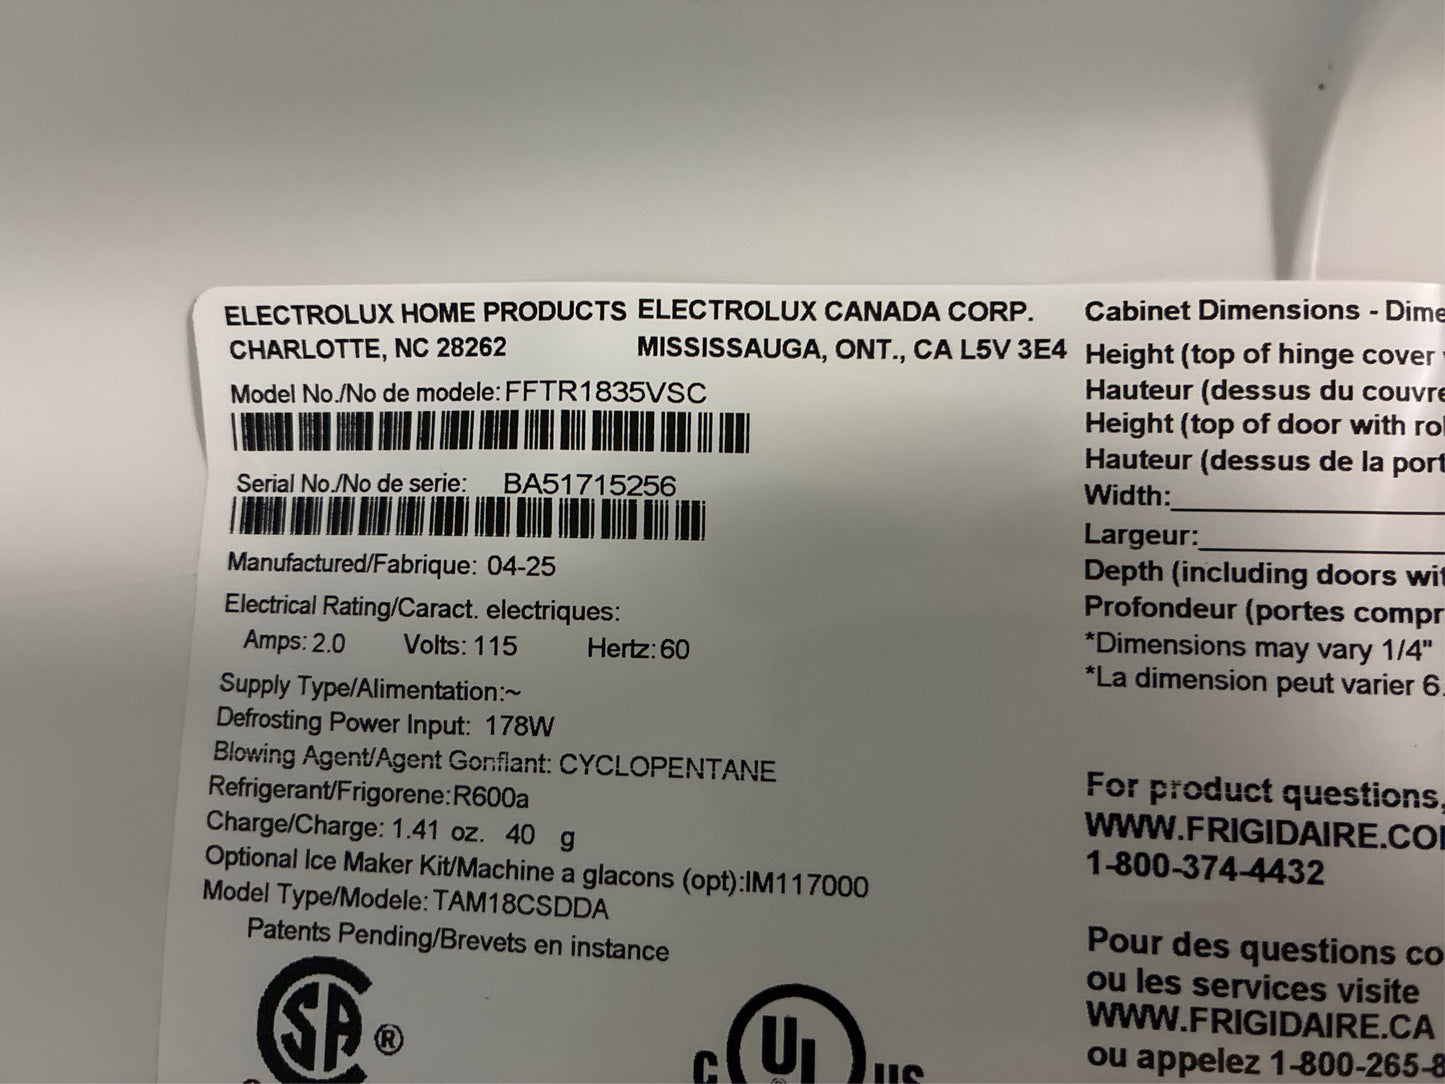 ELECTROLUX HOME PRODUCTS ELECTROLUX CANADA CORP.
CHARLOTTE, NC 28262 MISSISSAUGA, ONT., CA L5V 3E4
Model No./No de modele: FFTR1835VSC
Serial No./No de serie: BA51715256
Manufactured/Fabrique: 04-25
Electrical Rating/Caract. electriques:
Amps: 2.0 Volts: 115 Hertz: 60
Supply Type/Alimentation:~
Defrosting Power Input: 178W
Blowing Agent/Agent Gonflant: CYCLOPENTANE
Refrigerant/Frigorene: R600a
Charge/Charge: 1.41 oz. 40 g
Optional Ice Maker Kit/Machine a glacons (opt):IM117000
Model Type/Modele: TAM18CSDDA
Patents Pending/Brevets en instance
SA ®
C UL US
®
Cabinet Dimensions - Dime
Height (top of hinge cover
Hauteur (dessus du couvre
Height (top of door with rol
Hauteur (dessus de la port
Width:
Largeur:
Depth (including doors wit
Profondeur (portes compr
*Dimensions may vary 1/4"
*La dimension peut varier 6.
For product questions,
WWW.FRIGIDAIRE.CO
1-800-374-4432
Pour des questions co
ou les services visite
WWW.FRIGIDAIRE.CA
ou appelez 1-800-265-8